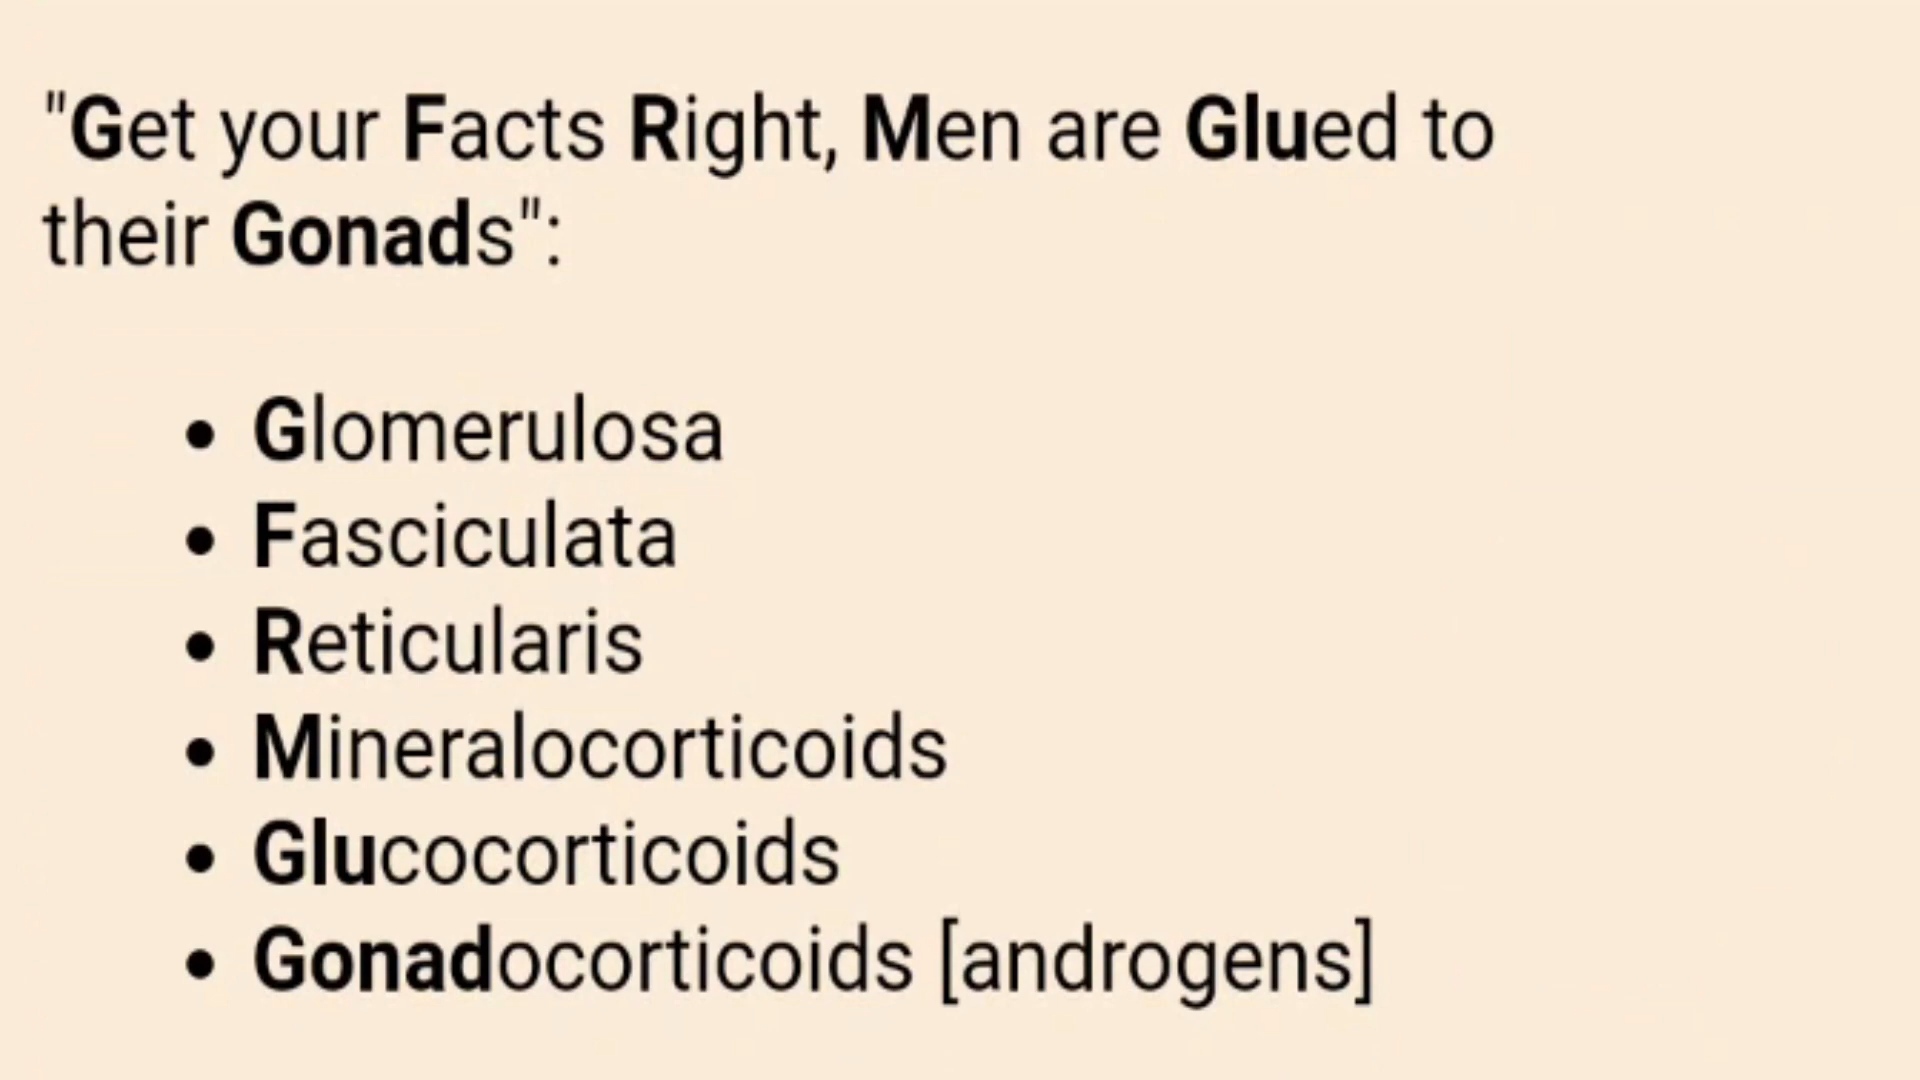 "Get your Facts Right, Men are Glued to
their Gonads":
• Glomerulosa
• Fasciculata
• Reticularis
• Mineralocorticoids
• Glucocorticoids
• Gonadocorticoids [androgens]